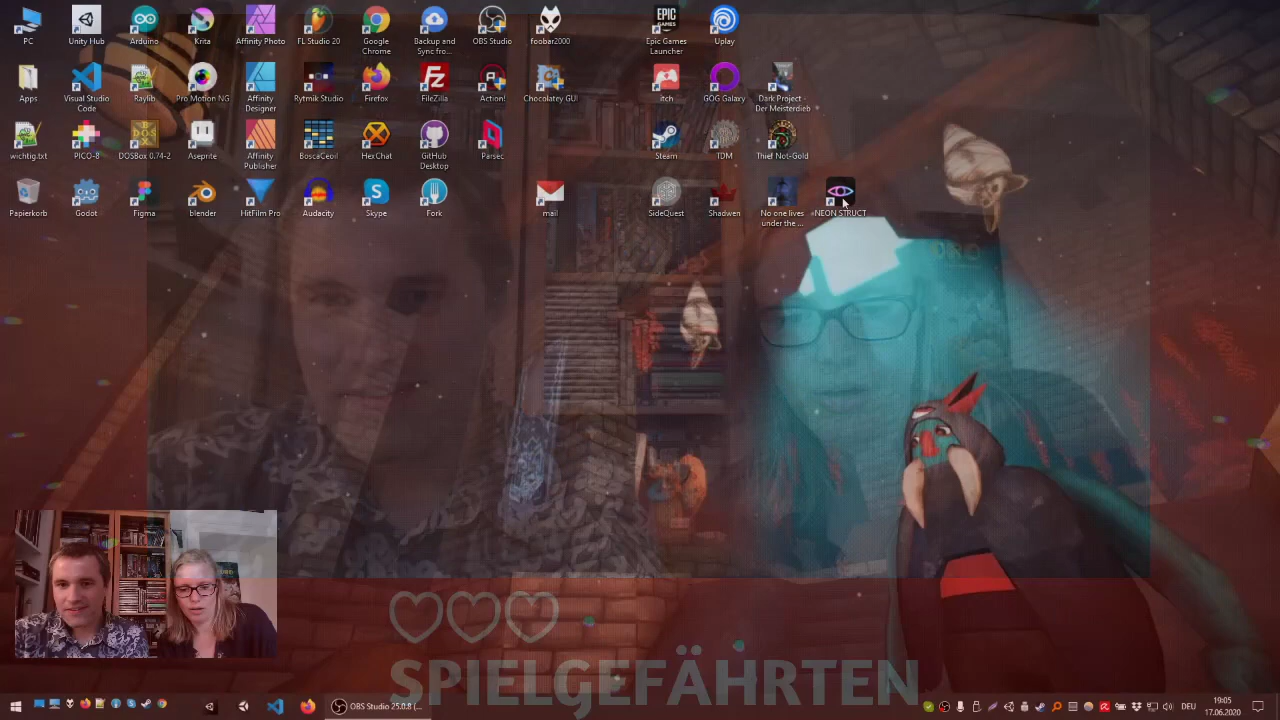 PC
Unity Hub
Arduino
Krita
Affinity Photo
FL Studio 20
Google
Chrome
Backup and
Sync fro...
OBS Studio
foobar2000
EPIC
GAMES
Epic Games
Launcher
Uplay
Apps
Visual Studio
Code
Raylib
Pro Motion NG
Affinity
Designer
Rytmik Studio
Firefox
FileZilla
Action!
Chocolatey GUI
itch
GOG Galaxy
Dark Project -
Der Meisterdieb
wichtig.txt
PICO-8
DOSBox 0.74-2
Aseprite
Affinity
Publisher
BoscaCeoil
HexChat
GitHub
Desktop
Parsec
Steam
TDM
Thief Not-Gold
Papierkorb
Godot
Figma
blender
HitFilm Pro
Audacity
Skype
Fork
mail
SideQuest
Shadwen
No one lives
under the ...
NEON STRUCT
SPIELGEFÄHRTEN
OBS Studio 25.0.8 (...
DEU
19:05
17.06.2020